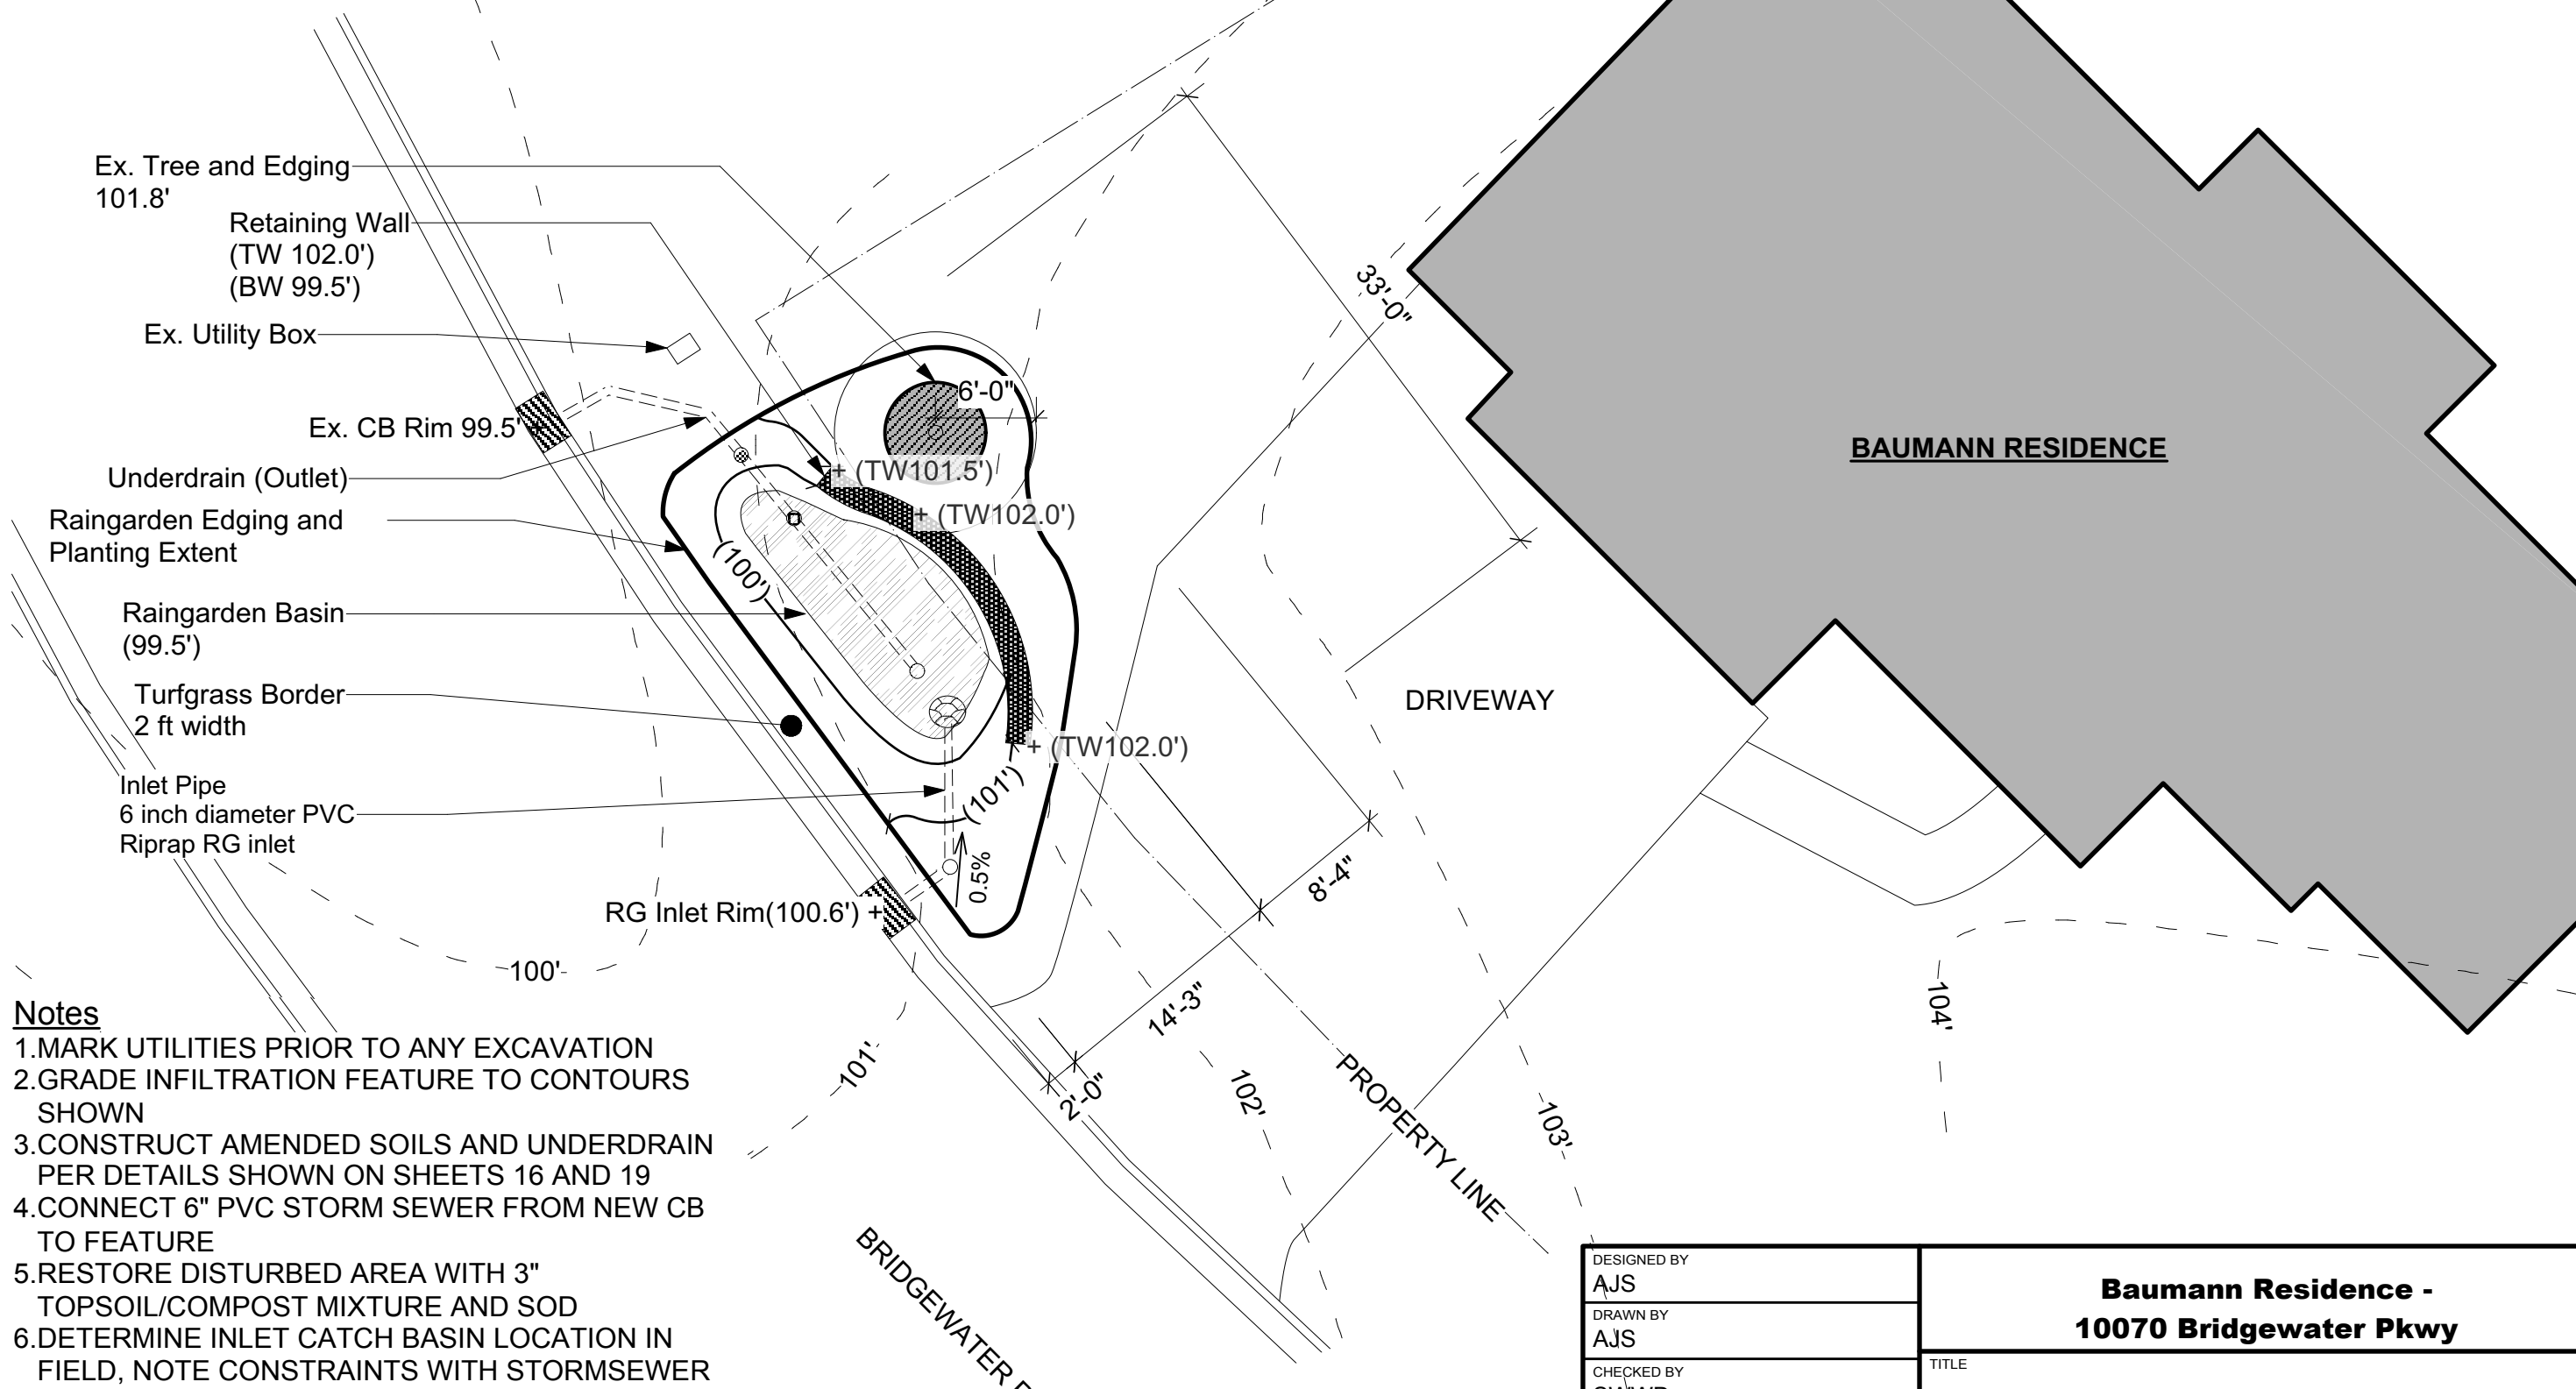 Ex. Tree and Edging
101.8'
Retaining Wall
(TW 102.0')
(BW 99.5')
Ex. Utility Box
Ex. CB Rim 99.5' +
Underdrain (Outlet)
Raingarden Edging and
Planting Extent
Raingarden Basin
(99.5')
Turfgrass Border
2 ft width
Inlet Pipe
6 inch diameter PVC
Riprap RG inlet
RG Inlet Rim(100.6') +
6'-0"
+ (TW101.5')
+ (TW102.0')
+ (TW102.0')
(100')
(101')
0.5%
33'-0"
BAUMANN RESIDENCE
DRIVEWAY
8'-4"
14'-3"
2'-0"
100'
101'
102'
103'
104'
PROPERTY LINE
BRIDGEWATER
Notes
1.MARK UTILITIES PRIOR TO ANY EXCAVATION
2.GRADE INFILTRATION FEATURE TO CONTOURS
SHOWN
3.CONSTRUCT AMENDED SOILS AND UNDERDRAIN
PER DETAILS SHOWN ON SHEETS 16 AND 19
4.CONNECT 6" PVC STORM SEWER FROM NEW CB
TO FEATURE
5.RESTORE DISTURBED AREA WITH 3"
TOPSOIL/COMPOST MIXTURE AND SOD
6.DETERMINE INLET CATCH BASIN LOCATION IN
FIELD, NOTE CONSTRAINTS WITH STORMSEWER
DESIGNED BY
AJS
DRAWN BY
AJS
CHECKED BY
Baumann Residence -
10070 Bridgewater Pkwy
TITLE